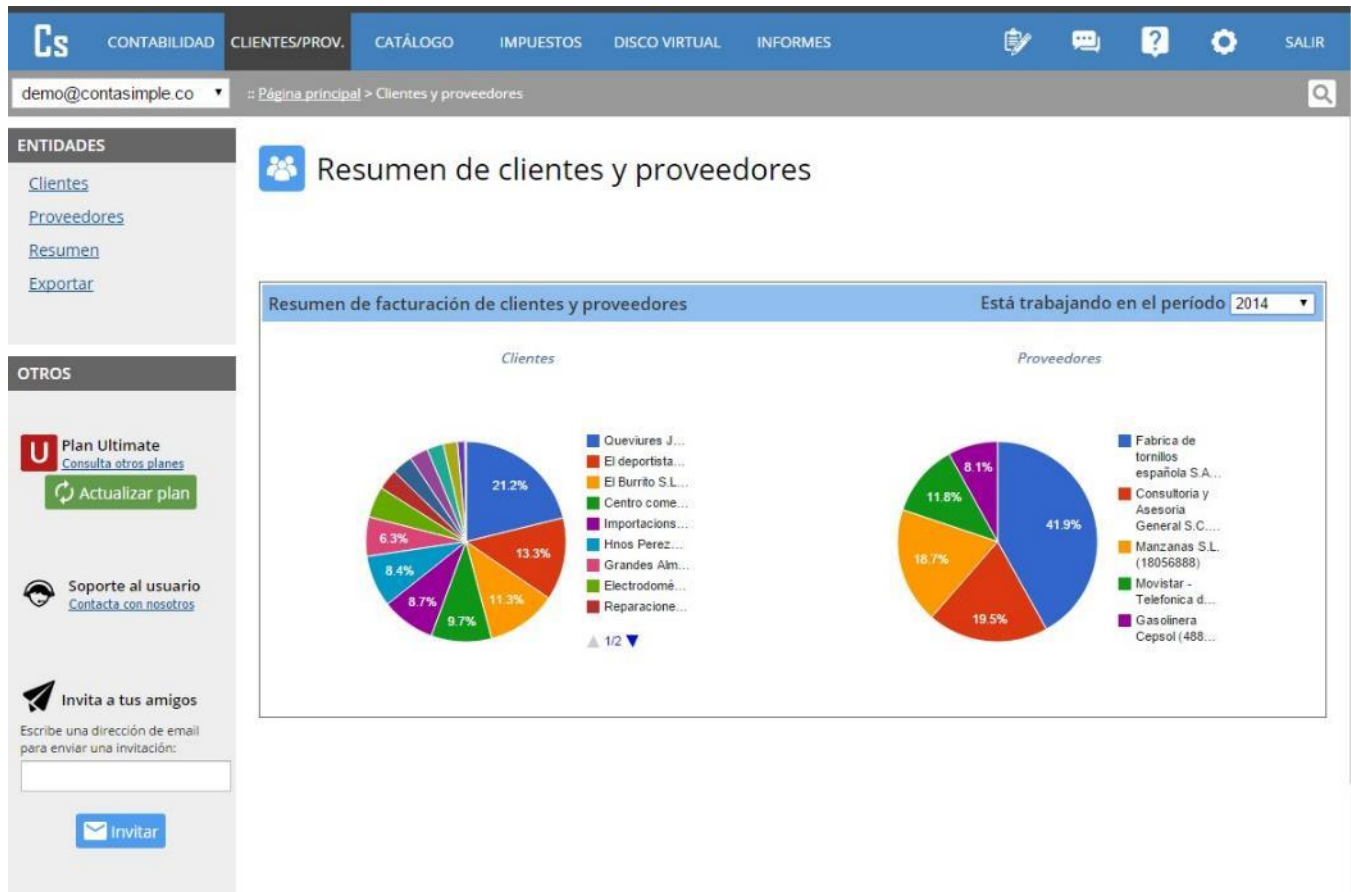 Cs CONTABILIDAD CLIENTES/PROV. CATÁLOGO IMPUESTOS DISCO VIRTUAL INFORMES SALIR
demo@contasimple.co :: Página principal > Clientes y proveedores
ENTIDADES
Clientes
Proveedores
Resumen
Exportar
OTROS
U Plan Ultimate
Consulta otros planes
Actualizar plan
Soporte al usuario
Contacta con nosotros
Invita a tus amigos
Escribe una dirección de email
para enviar una invitación:
Invitar
Resumen de clientes y proveedores
Resumen de facturación de clientes y proveedores Está trabajando en el período 2014
Clientes
21.2%
13.3%
11.3%
9.7%
8.7%
8.4%
6.3%
Queviures J...
El deportista...
El Burrito S.L...
Centro come...
Importacions...
Hnos Perez...
Grandes Alm...
Electrodomé...
Reparacione...
1/2
Proveedores
41.9%
19.5%
18.7%
11.8%
8.1%
Fabrica de
tornillos
española S.A...
Consultoria y
Asesoria
General S.C....
Manzanas S.L.
(18056888)
Movistar -
Telefonica d...
Gasolinera
Cepsol (488...